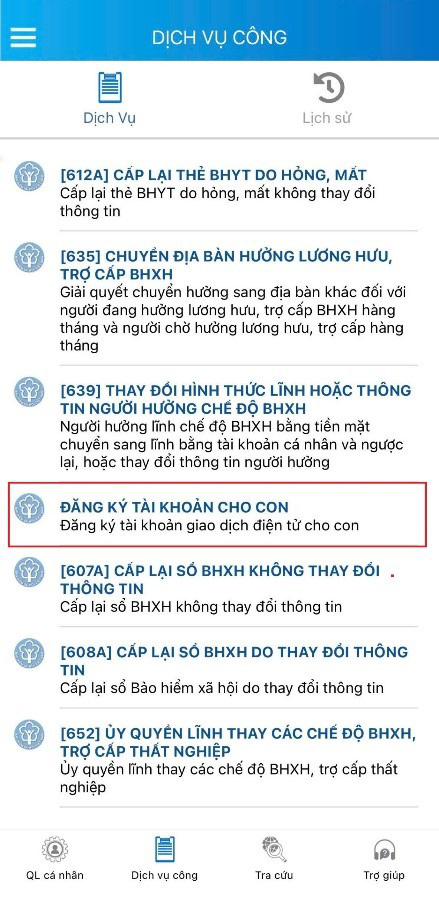 DỊCH VỤ CÔNG
Dịch Vụ
Lịch sử
[612A] CẤP LẠI THẺ BHYT DO HỎNG, MẤT
Cấp lại thẻ BHYT do hỏng, mất không thay đổi
thông tin
[635] CHUYỂN ĐỊA BÀN HƯỞNG LƯƠNG HƯU,
TRỢ CẤP BHXH
Giải quyết chuyển hưởng sang địa bàn khác đối với
người đang hưởng lương hưu, trợ cấp BHXH hàng
tháng và người chờ hưởng lương hưu, trợ cấp hàng
tháng
[639] THAY ĐỔI HÌNH THỨC LĨNH HOẶC THÔNG
TIN NGƯỜI HƯỞNG CHẾ ĐỘ BHXH
Người hưởng lĩnh chế độ BHXH bằng tiền mặt
chuyển sang lĩnh bằng tài khoản cá nhân và ngược
lại, hoặc thay đổi thông tin người hưởng
ĐĂNG KÝ TÀI KHOẢN CHO CON
Đăng ký tài khoản giao dịch điện tử cho con
[607A] CẤP LẠI SỔ BHXH KHÔNG THAY ĐỔI
THÔNG TIN
Cấp lại sổ BHXH không thay đổi thông tin
[608A] CẤP LẠI SỔ BHXH DO THAY ĐỔI THÔNG
TIN
Cấp lại sổ Bảo hiểm xã hội do thay đổi thông tin
[652] ỦY QUYỀN LĨNH THAY CÁC CHẾ ĐỘ BHXH,
TRỢ CẤP THẤT NGHIỆP
Ủy quyền lĩnh thay các chế độ BHXH, trợ cấp thất
nghiệp
QL cá nhân
Dịch vụ công
Tra cứu
Trợ giúp